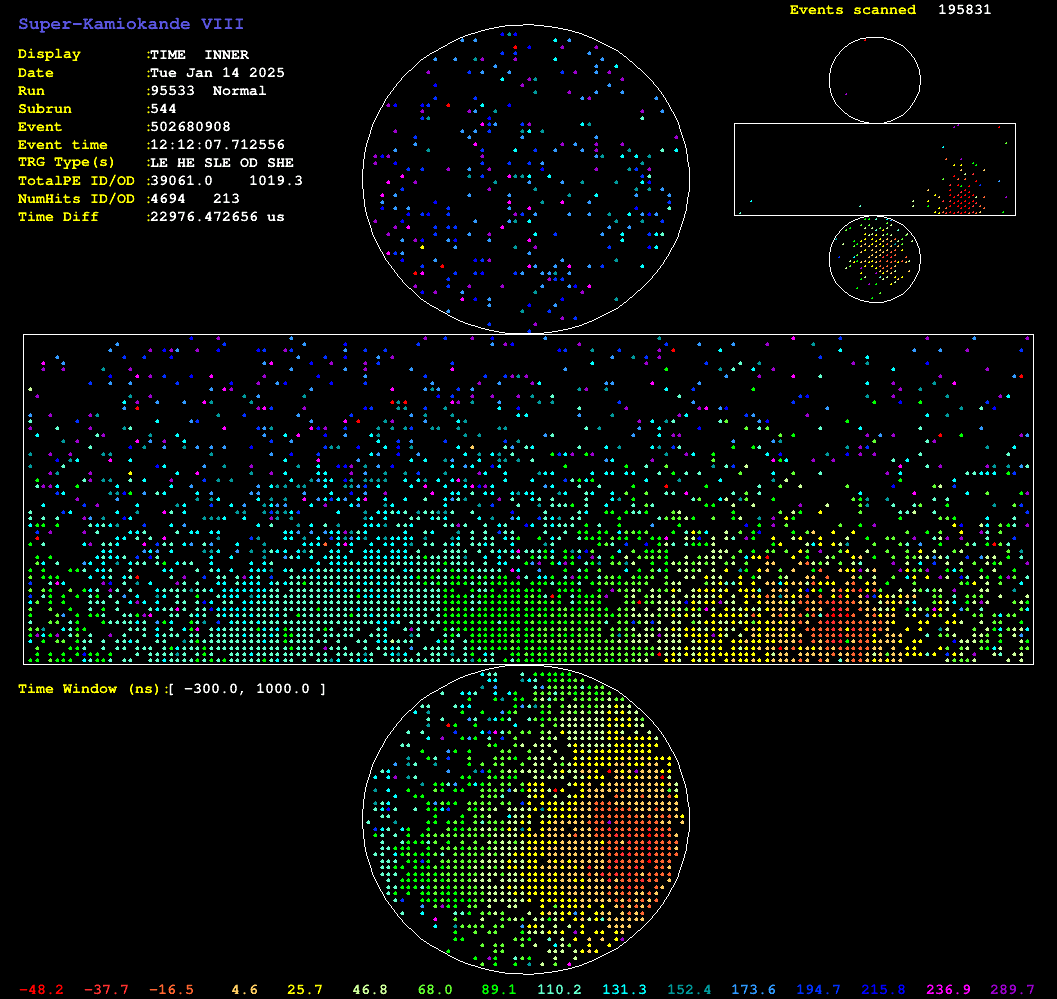 Super-Kamiokande VIII
Events scanned 195831
Display :TIME INNER
Date :Tue Jan 14 2025
Run :95533 Normal
Subrun :544
Event :502680908
Event time :12:12:07.712556
TRG Type(s) :LE HE SLE OD SHE
TotalPE ID/OD :39061.0 1019.3
NumHits ID/OD :4694 213
Time Diff :22976.472656 us
Time Window (ns):[ -300.0, 1000.0 ]
-48.2 -37.7 -16.5 4.6 25.7 46.8 68.0 89.1 110.2 131.3 152.4 173.6 194.7 215.8 236.9 289.7